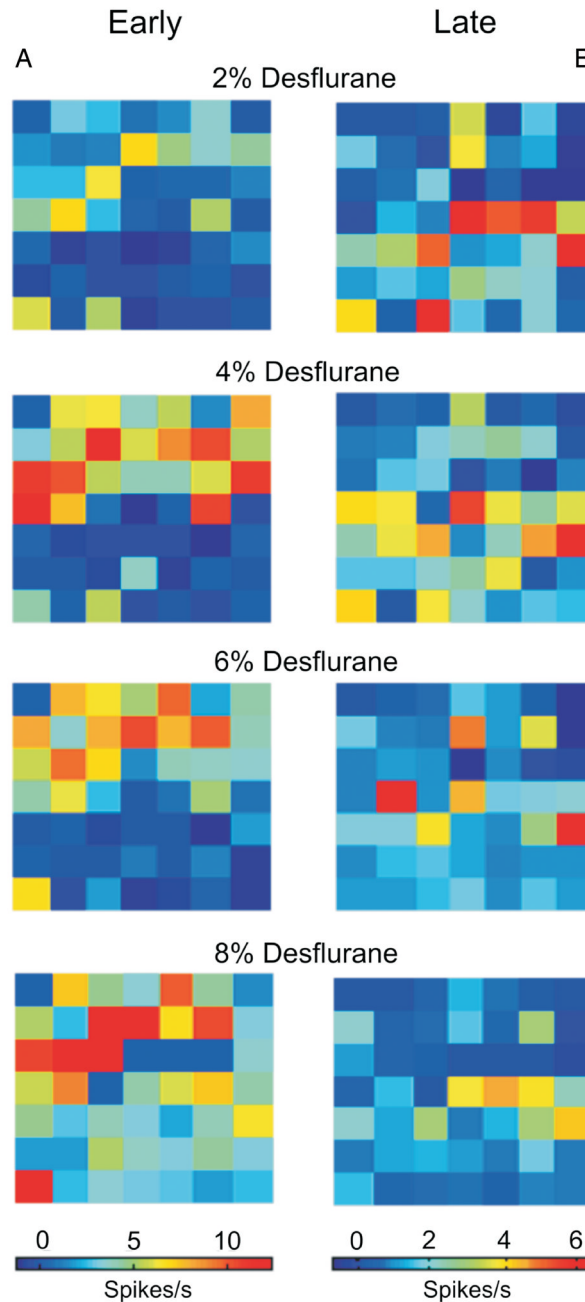 Early Late
A
2% Desflurane
4% Desflurane
6% Desflurane
8% Desflurane
0 5 10 0 2 4 6
Spikes/s Spikes/s